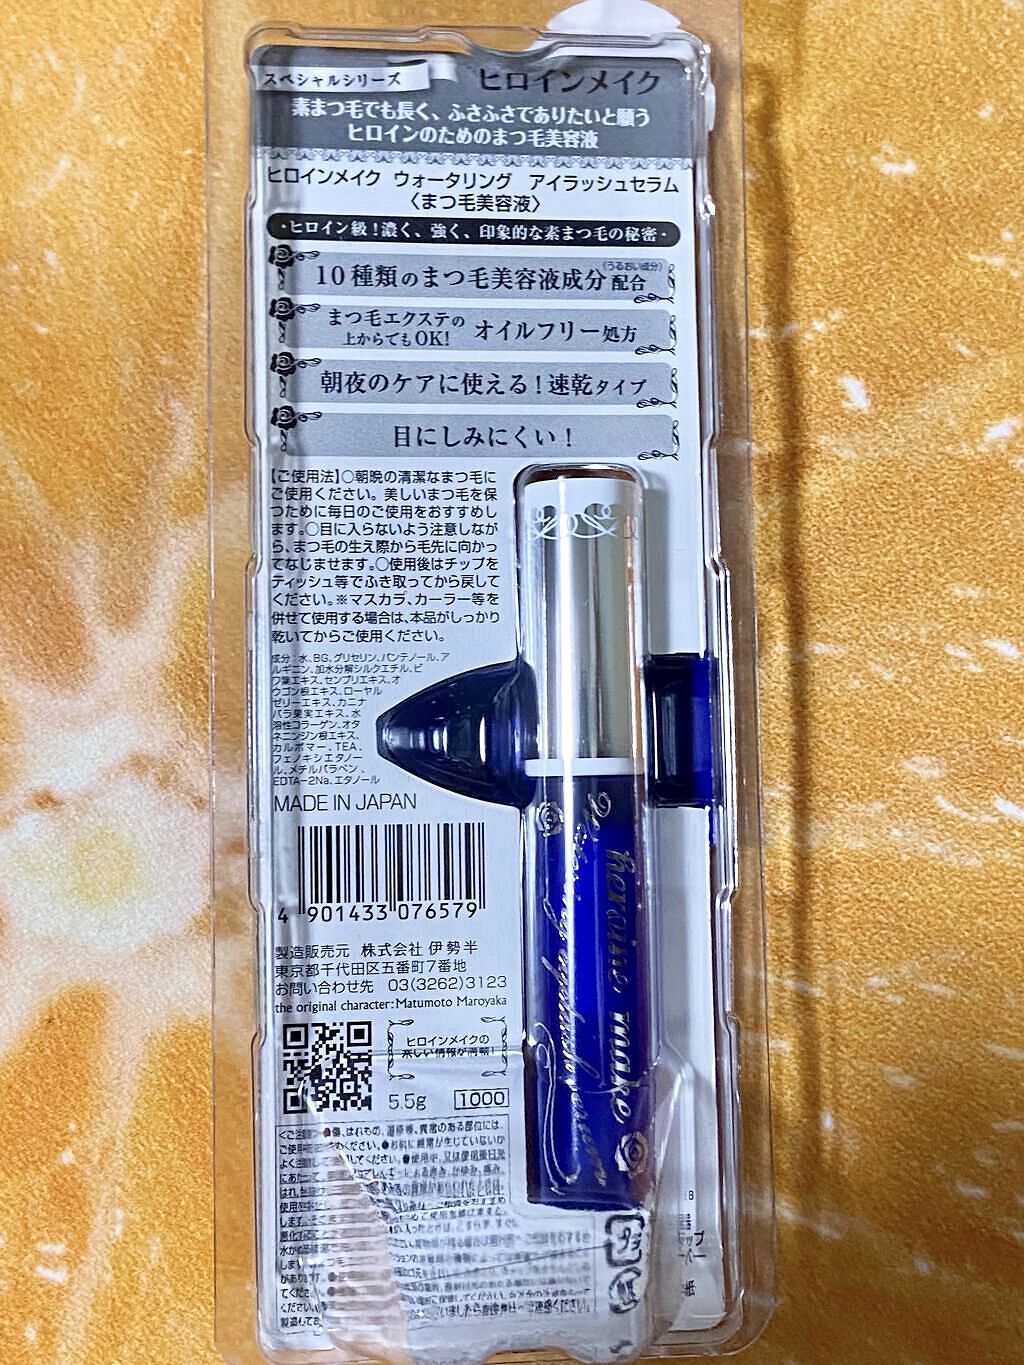 スペシャルシリーズ
ヒロインメイク
素まつ毛でも長く、ふさふさでありたいと願う
ヒロインのためのまつ毛美容液
ヒロインメイク ウォータリング アイラッシュセラム
〈まつ毛美容液〉
・ヒロイン級!濃く、強く、印象的な素まつ毛の秘密・
10種類のまつ毛美容液成分(うるおい成分)配合
まつ毛エクステの
上からでもOK! オイルフリー処方
朝夜のケアに使える!速乾タイプ
目にしみにくい!
【ご使用法】○朝晩の清潔なまつ毛に
ご使用ください。美しいまつ毛を保
つために毎日のご使用をおすすめし
ます。○目に入らないよう注意しなが
ら、まつ毛の生え際から毛先に向かっ
てなじませます。○使用後はチップを
ティッシュ等でふき取ってから戻して
ください。※マスカラ、カーラー等を
併せて使用する場合は、本品がしっかり
乾いてからご使用ください。
成分:水、BG、グリセリン、パンテノール、ア
ルギニン、加水分解シルクエチル、ビ
ワ葉エキス、センブリエキス、オ
ウゴン根エキス、ローヤル
ゼリーエキス、カニナ
バラ果実エキス、水
溶性コラーゲン、オタ
ネニンジン根エキス、
カルボマー、TEA、
フェノキシエタノー
ル、メチルパラベン、
EDTA-2Na、エタノール
MADE IN JAPAN
4 901433 076579
製造販売元 株式会社 伊勢半
東京都千代田区五番町7番地
お問い合わせ先 03(3262)3123
the original character:Matumoto Maroyaka
ヒロインメイクの
楽しい情報が満載!
5.5g 1000
heroine make
Watering eyelash serum